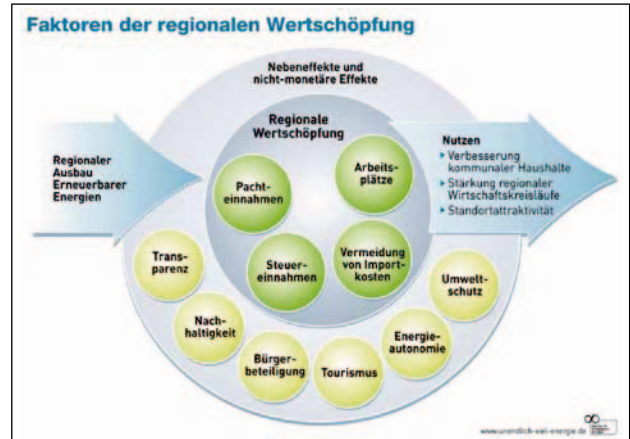 Faktoren der regionalen Wertschöpfung
Nebeneffekte und
nicht-monetäre Effekte
Regionale
Wertschöpfung
Regionaler
Ausbau
Erneuerbarer
Energien
Pacht-
einnahmen
Arbeits-
plätze
Steuer-
einnahmen
Vermeidung
von Import-
kosten
Nutzen
▸ Verbesserung
kommunaler Haushalte
▸ Stärkung regionaler
Wirtschaftskreisläufe
▸ Standortattraktivität
Trans-
parenz
Nach-
haltigkeit
Bürger-
beteiligung
Tourismus
Energie-
autonomie
Umwelt-
schutz
www.unendlich-viel-energie.de